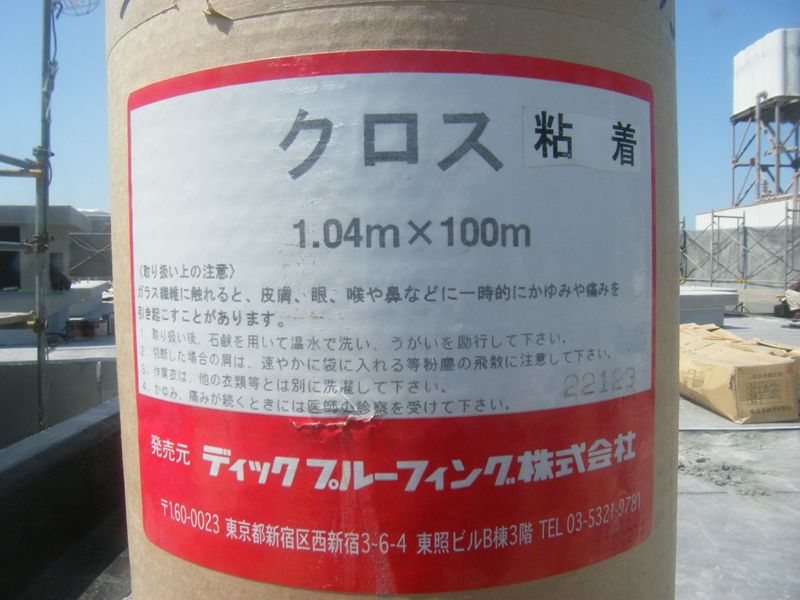 クロス 粘着
1.04m×100m
〈取り扱い上の注意〉
ガラス繊維に触れると、皮膚、眼、喉や鼻などに一時的にかゆみや痛みを
引き起こすことがあります。
1、取り扱い後、石鹸を用いて温水で洗い、うがいを励行して下さい。
2、切断した場合の屑は、速やかに袋に入れる等粉塵の飛散に注意して下さい。
3、作業衣は、他の衣類等とは別に洗濯して下さい。
4、かゆみ、痛みが続くときには医師の診察を受けて下さい。
22123
発売元 ディックプルーフィング株式会社
〒160-0023 東京都新宿区西新宿3-6-4 東照ビルB棟3階 TEL 03-5321-9781